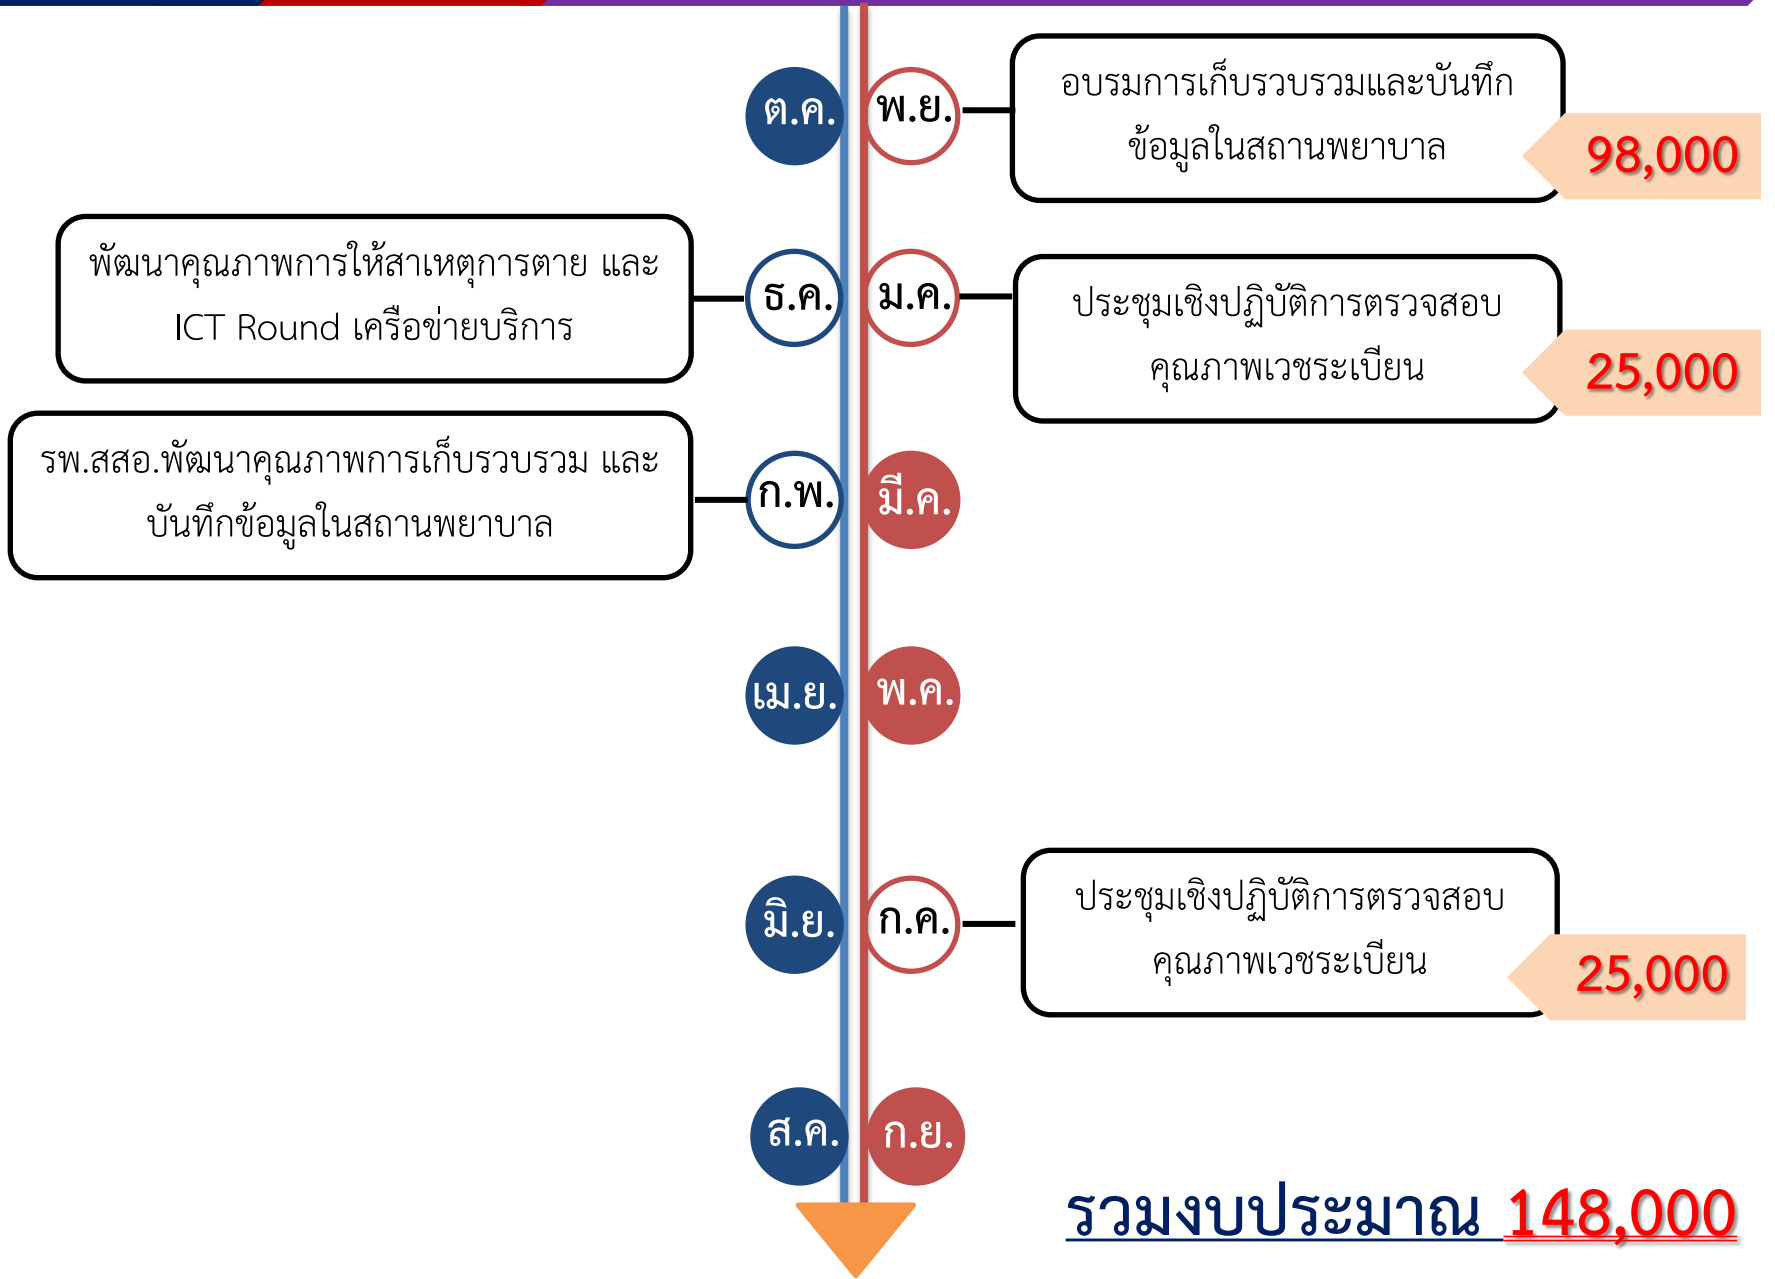 ต.ค.
พ.ย.
อบรมการเก็บรวบรวมและบันทึก
ข้อมูลในสถานพยาบาล
98,000
พัฒนาคุณภาพการให้สาเหตุการตาย และ
ICT Round เครือข่ายบริการ
ธ.ค.
ม.ค.
ประชุมเชิงปฏิบัติการตรวจสอบ
คุณภาพเวชระเบียน
25,000
รพ.สสอ.พัฒนาคุณภาพการเก็บรวบรวม และ
บันทึกข้อมูลในสถานพยาบาล
ก.พ.
มี.ค.
เม.ย.
พ.ค.
มิ.ย.
ก.ค.
ประชุมเชิงปฏิบัติการตรวจสอบ
คุณภาพเวชระเบียน
25,000
ส.ค.
ก.ย.
รวมงบประมาณ 148,000